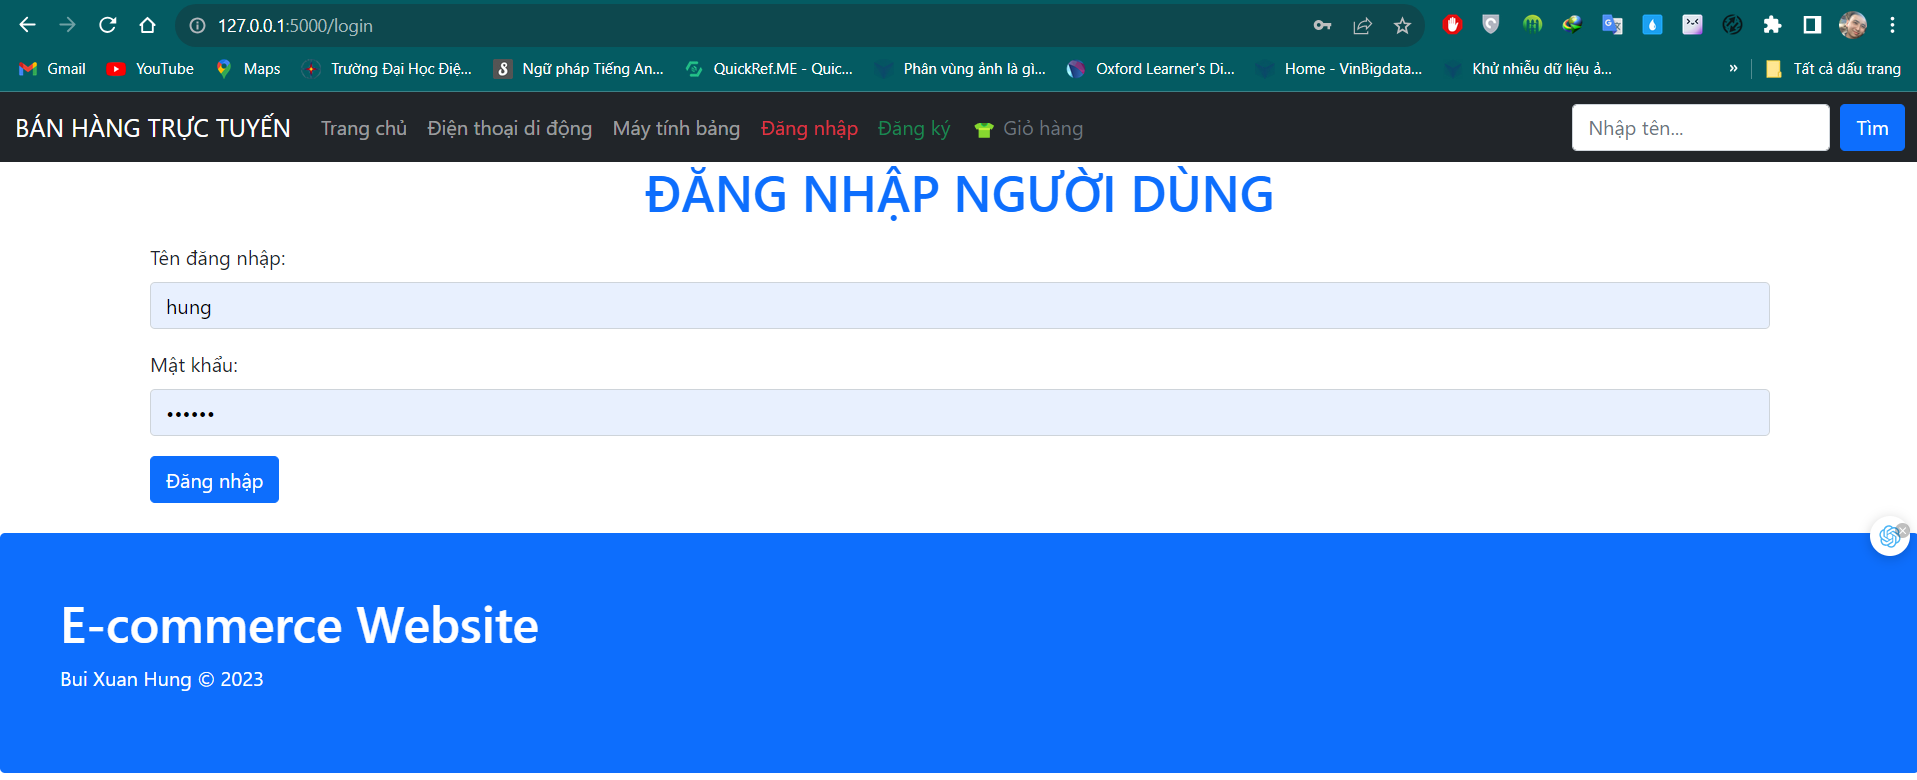 127.0.0.1:5000/login
Gmail YouTube Maps Trường Đại Học Điệ... Ngữ pháp Tiếng An... QuickRef.ME - Quic... Phân vùng ảnh là gì... Oxford Learner's Di... Home - VinBigdata... Khử nhiễu dữ liệu ả... » Tất cả dấu trang
BÁN HÀNG TRỰC TUYẾN Trang chủ Điện thoại di động Máy tính bảng Đăng nhập Đăng ký Giỏ hàng Nhập tên... Tìm
ĐĂNG NHẬP NGƯỜI DÙNG
Tên đăng nhập:
hung
Mật khẩu:
••••••
Đăng nhập
E-commerce Website
Bui Xuan Hung © 2023